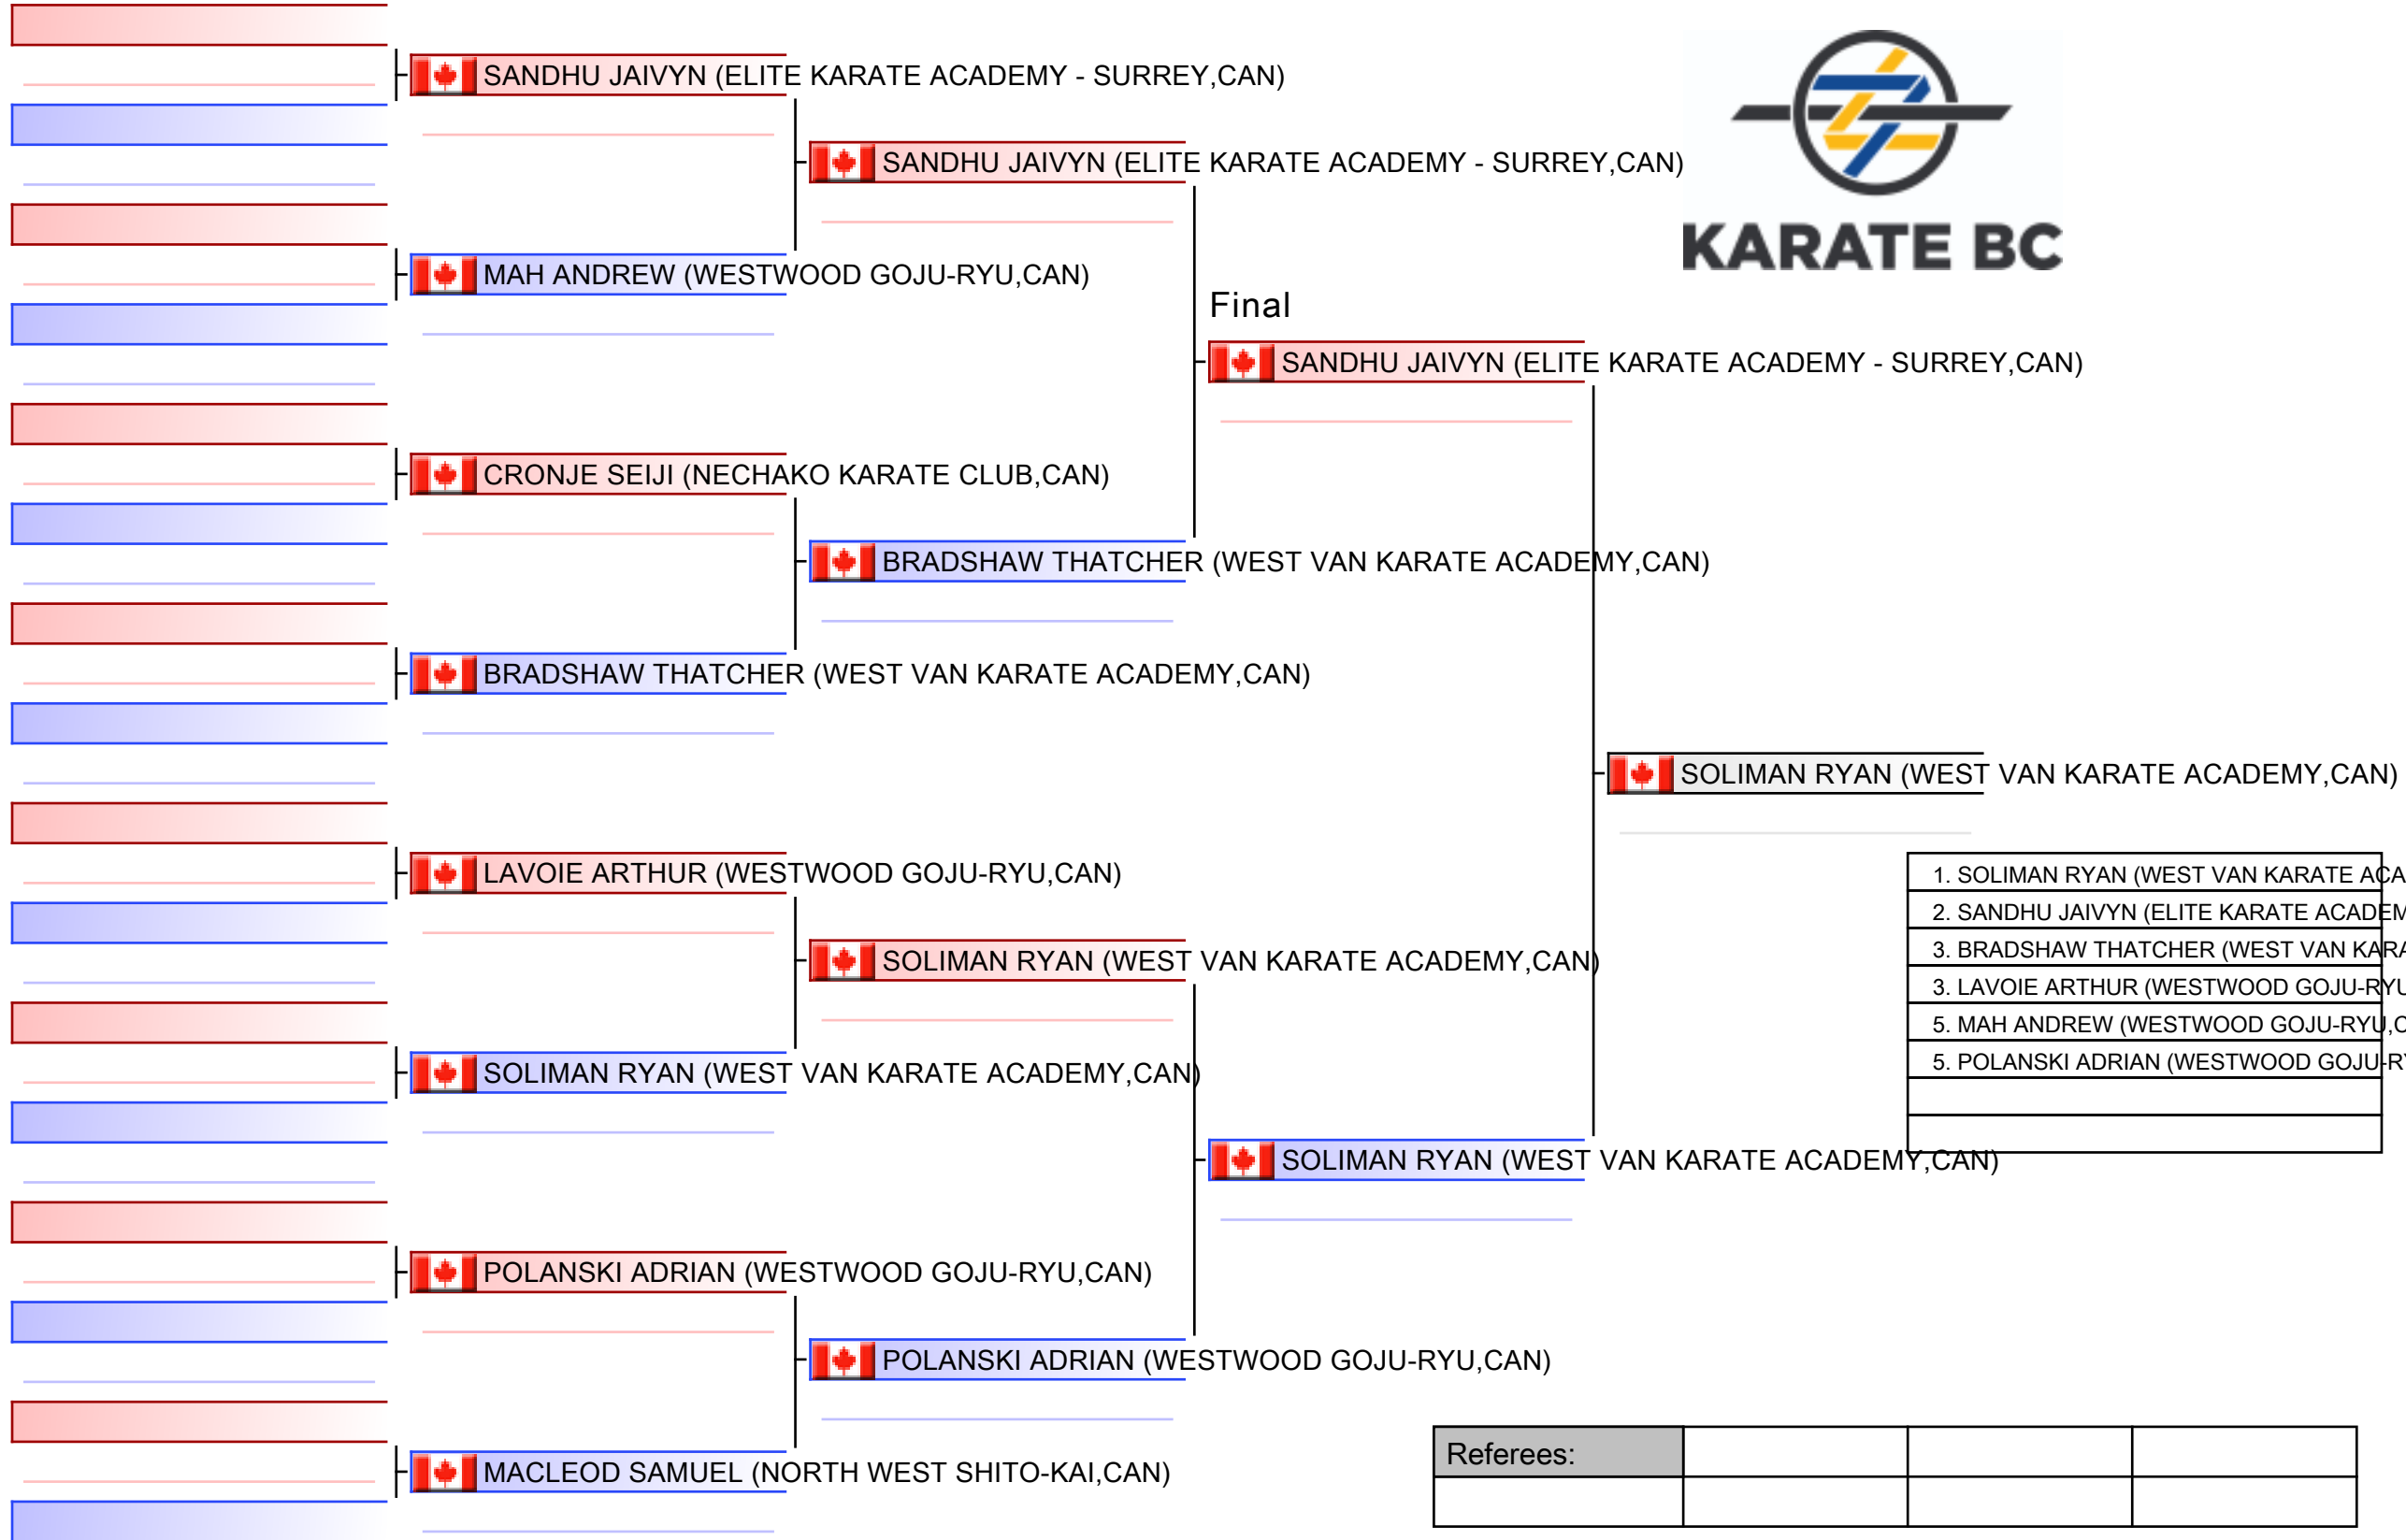 SANDHU JAIVYN (ELITE KARATE ACADEMY - SURREY,CAN)
SANDHU JAIVYN (ELITE KARATE ACADEMY - SURREY,CAN)
KARATE BC
MAH ANDREW (WESTWOOD GOJU-RYU,CAN)
Final
SANDHU JAIVYN (ELITE KARATE ACADEMY - SURREY,CAN)
CRONJE SEIJI (NECHAKO KARATE CLUB,CAN)
BRADSHAW THATCHER (WEST VAN KARATE ACADEMY,CAN)
BRADSHAW THATCHER (WEST VAN KARATE ACADEMY,CAN)
SOLIMAN RYAN (WEST VAN KARATE ACADEMY,CAN)
LAVOIE ARTHUR (WESTWOOD GOJU-RYU,CAN)
1. SOLIMAN RYAN (WEST VAN KARATE ACA
2. SANDHU JAIVYN (ELITE KARATE ACADEM
3. BRADSHAW THATCHER (WEST VAN KARA
3. LAVOIE ARTHUR (WESTWOOD GOJU-RYU
5. MAH ANDREW (WESTWOOD GOJU-RYU,C
5. POLANSKI ADRIAN (WESTWOOD GOJU-RY
SOLIMAN RYAN (WEST VAN KARATE ACADEMY,CAN)
SOLIMAN RYAN (WEST VAN KARATE ACADEMY,CAN)
SOLIMAN RYAN (WEST VAN KARATE ACADEMY,CAN)
POLANSKI ADRIAN (WESTWOOD GOJU-RYU,CAN)
POLANSKI ADRIAN (WESTWOOD GOJU-RYU,CAN)
MACLEOD SAMUEL (NORTH WEST SHITO-KAI,CAN)
Referees: